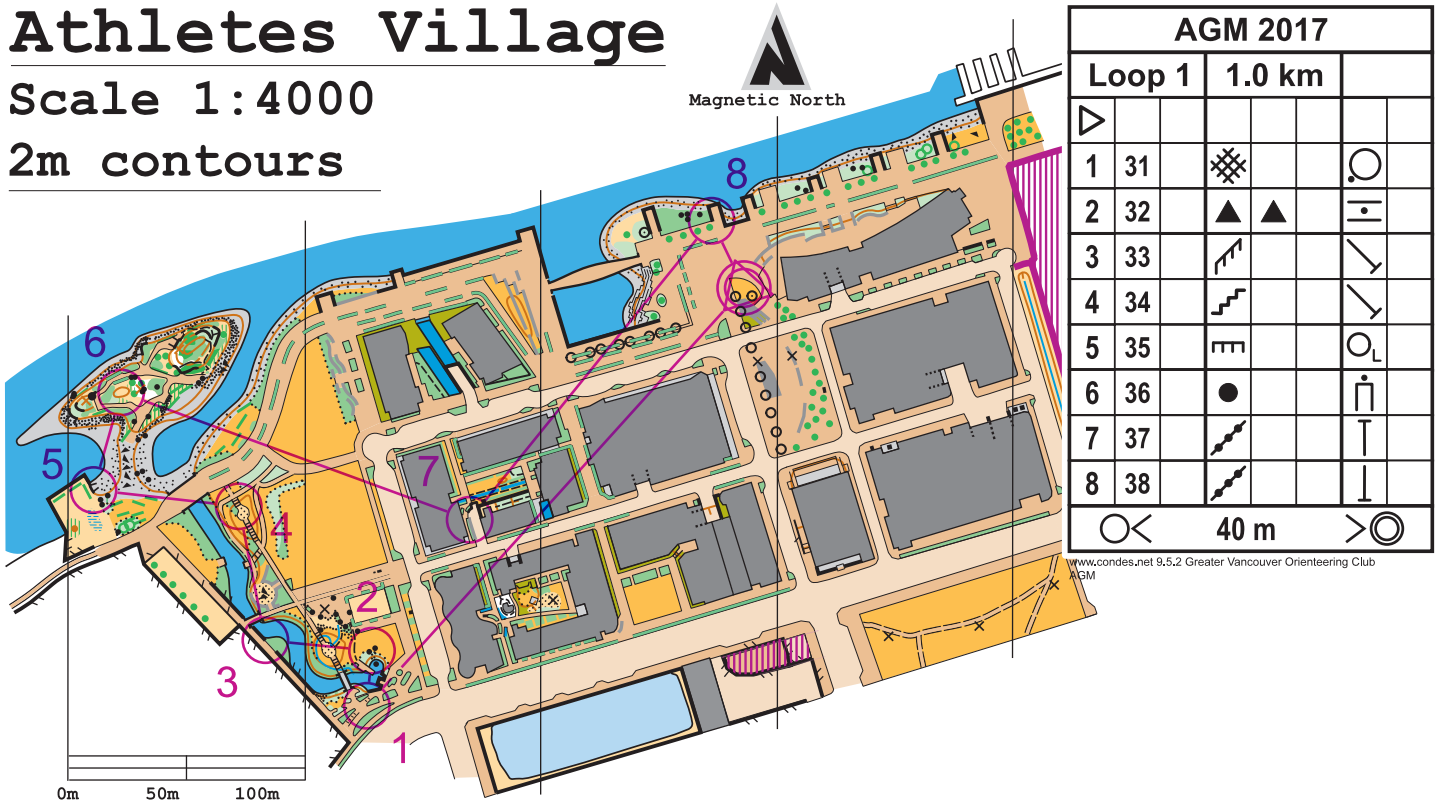 Athletes Village
Scale 1:4000
2m contours
Magnetic North
AGM 2017
Loop 1 1.0 km
1 31
2 32
3 33
4 34
5 35 L
6 36
7 37
8 38
40 m
www.condes.net 9.5.2 Greater Vancouver Orienteering Club
AGM
8
6
5
7
4
2
3
1
0m 50m 100m